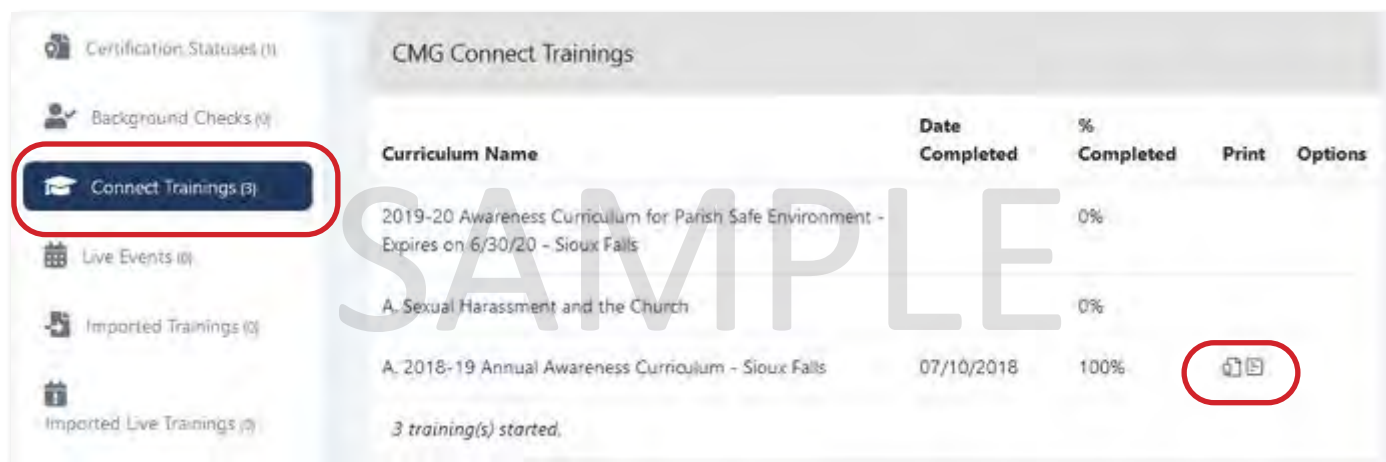 Certification Statuses (1)
Background Checks (0)
Connect Trainings (3)
Live Events (0)
Imported Trainings (0)
Imported Live Trainings (0)
CMG Connect Trainings
Curriculum Name Date Completed % Completed Print Options
2019-20 Awareness Curriculum for Parish Safe Environment -
Expires on 6/30/20 - Sioux Falls 0%
A. Sexual Harassment and the Church 0%
A. 2018-19 Annual Awareness Curriculum - Sioux Falls 07/10/2018 100%
3 training(s) started.
SAMPLE